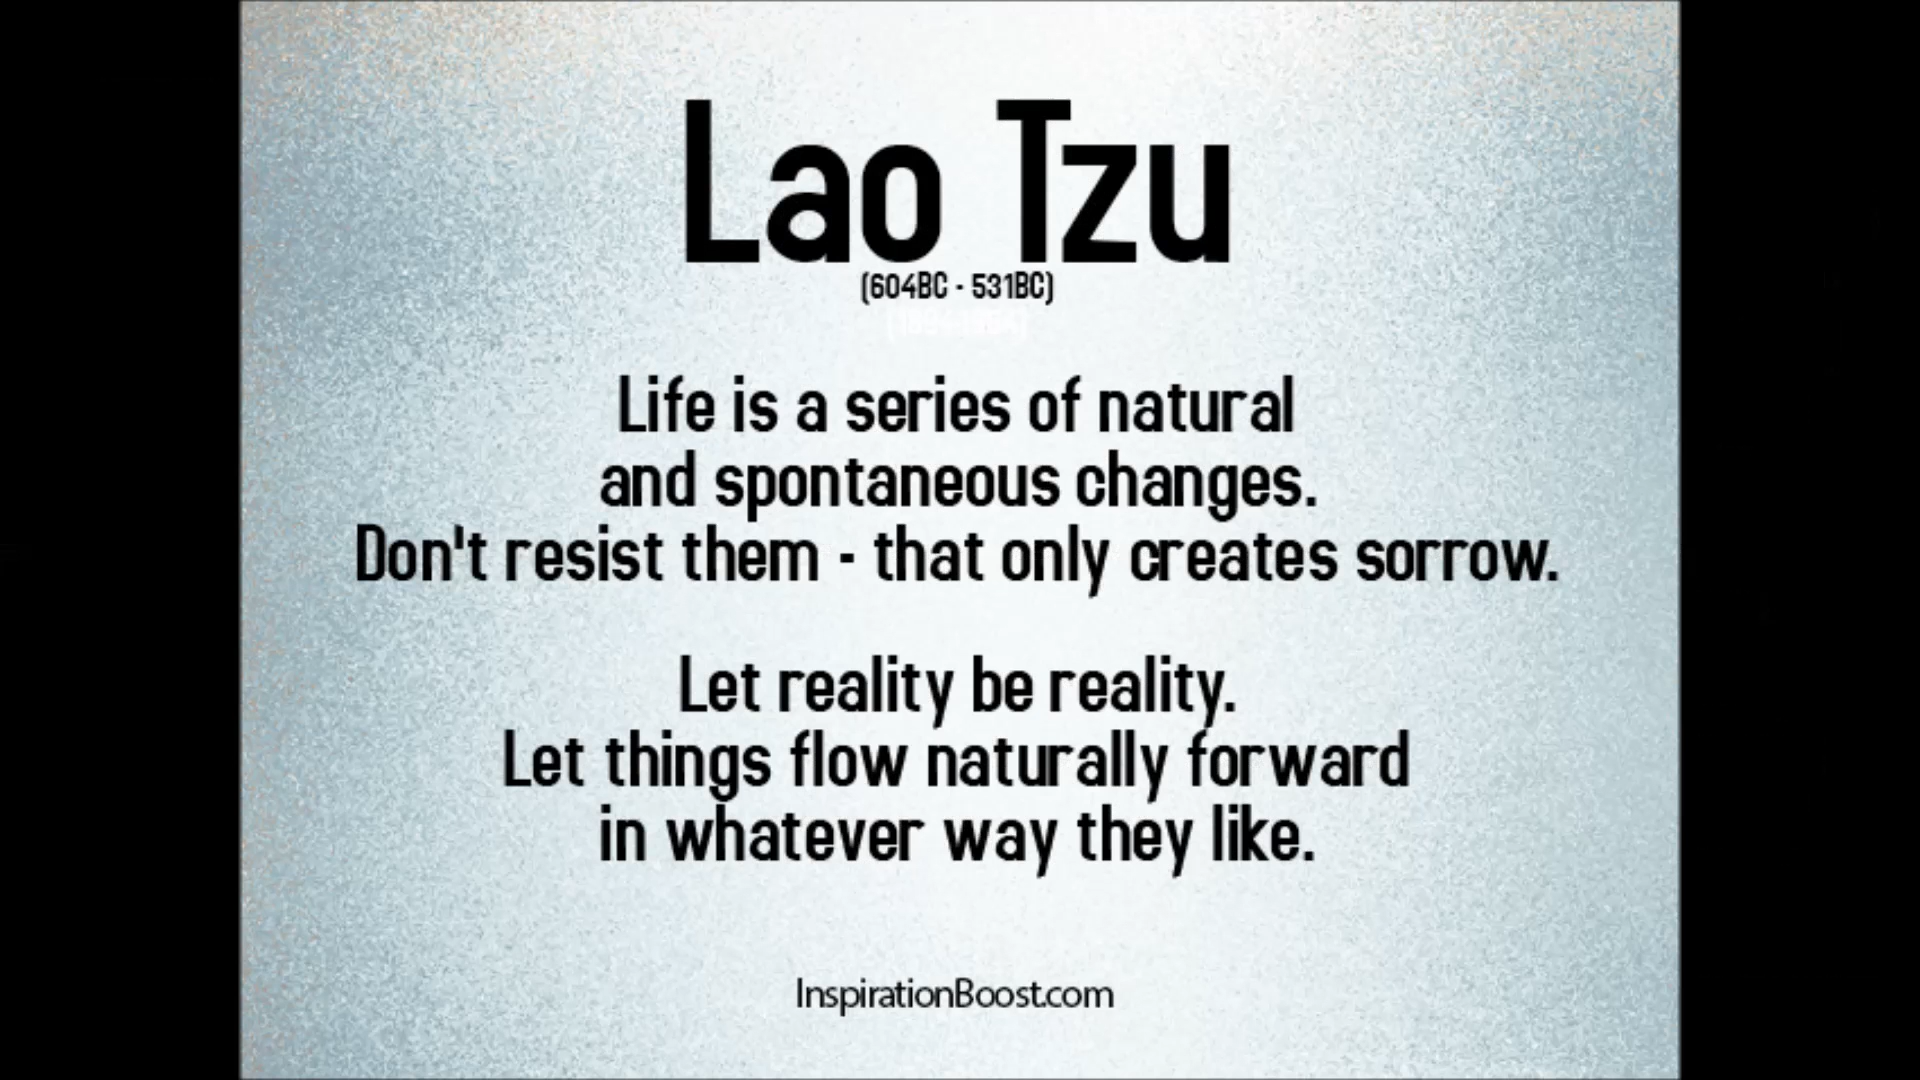 Lao Tzu
(604BC - 531BC)
Life is a series of natural
and spontaneous changes.
Don't resist them - that only creates sorrow.
Let reality be reality.
Let things flow naturally forward
in whatever way they like.
InspirationBoost.com